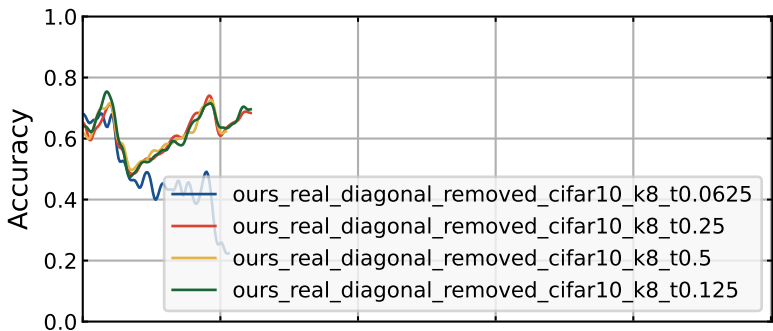 1.0
0.8
0.6
0.4
0.2
0.0
Accuracy
ours_real_diagonal_removed_cifar10_k8_t0.0625
ours_real_diagonal_removed_cifar10_k8_t0.25
ours_real_diagonal_removed_cifar10_k8_t0.5
ours_real_diagonal_removed_cifar10_k8_t0.125